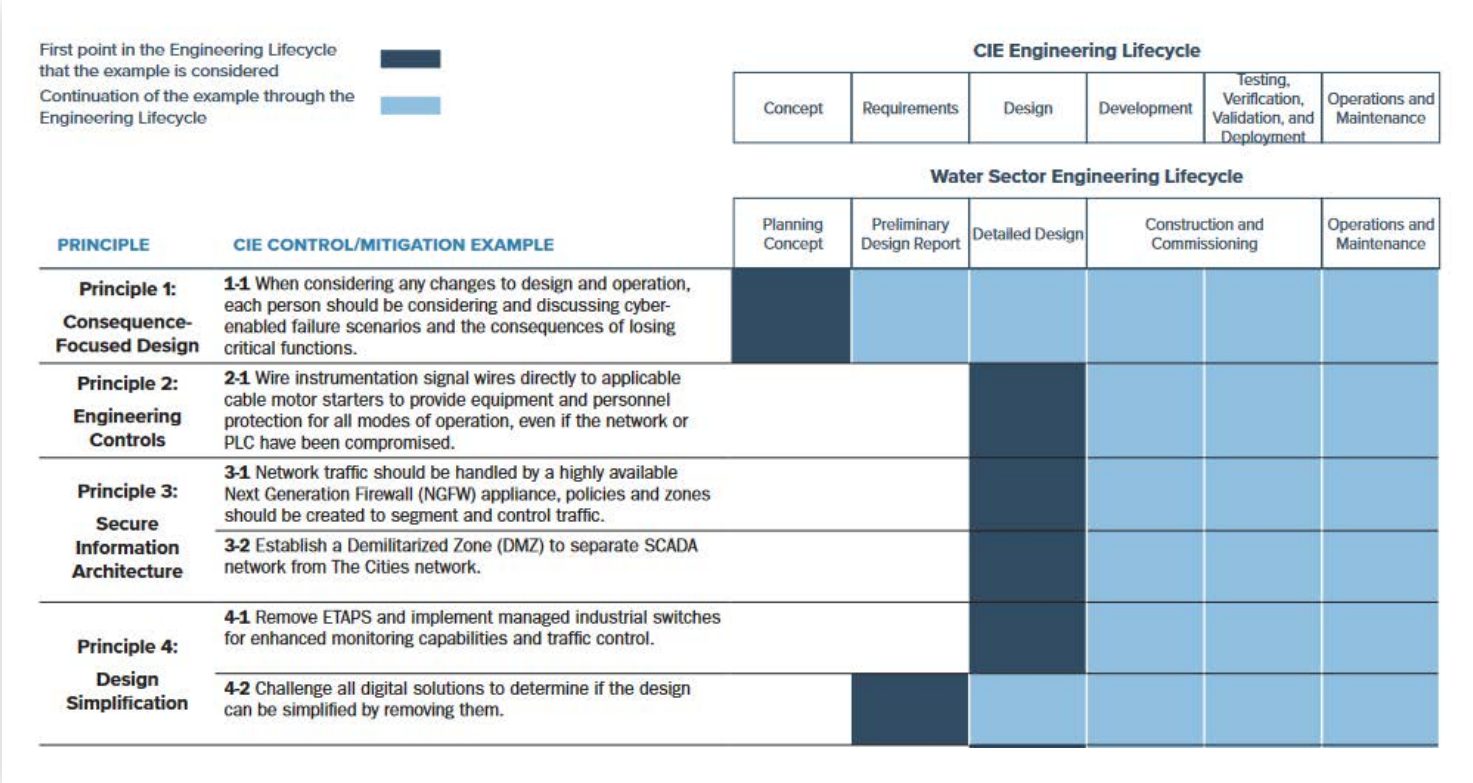 First point in the Engineering Lifecycle
that the example is considered
Continuation of the example through the
Engineering Lifecycle
CIE Engineering Lifecycle
Concept
Requirements
Design
Development
Testing,
Verification,
Validation, and
Deployment
Operations and
Maintenance
Water Sector Engineering Lifecycle
PRINCIPLE
CIE CONTROL/MITIGATION EXAMPLE
Planning
Concept
Preliminary
Design Report
Detailed Design
Construction and
Commissioning
Operations and
Maintenance
Principle 1:
Consequence-
Focused Design
1-1 When considering any changes to design and operation,
each person should be considering and discussing cyber-
enabled failure scenarios and the consequences of losing
critical functions.
Principle 2:
Engineering
Controls
2-1 Wire instrumentation signal wires directly to applicable
cable motor starters to provide equipment and personnel
protection for all modes of operation, even if the network or
PLC have been compromised.
Principle 3:
Secure
Information
Architecture
3-1 Network traffic should be handled by a highly available
Next Generation Firewall (NGFW) appliance, policies and zones
should be created to segment and control traffic.
3-2 Establish a Demilitarized Zone (DMZ) to separate SCADA
network from The Cities network.
Principle 4:
Design
Simplification
4-1 Remove ETAPS and implement managed industrial switches
for enhanced monitoring capabilities and traffic control.
4-2 Challenge all digital solutions to determine if the design
can be simplified by removing them.